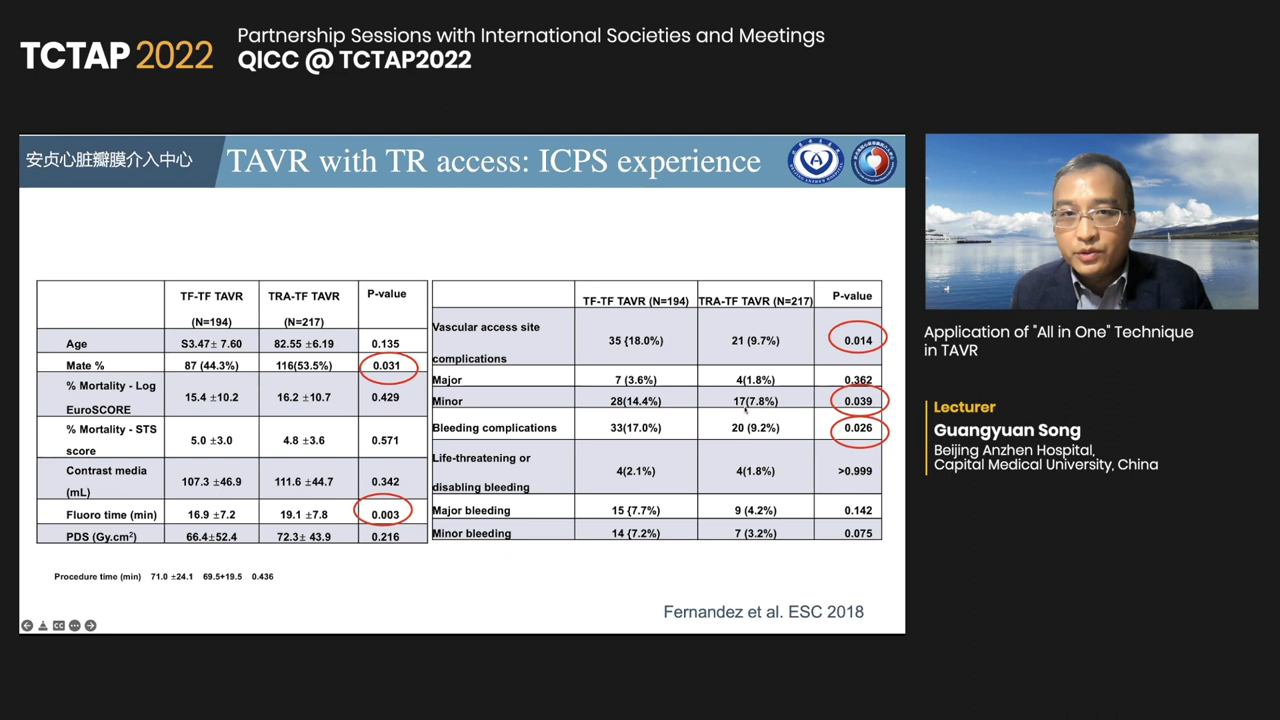 TCTAP 2022
Partnership Sessions with International Societies and Meetings
QICC @ TCTAP2022
安贞心脏瓣膜介入中心
TAVR with TR access: ICPS experience
TF-TF TAVR (N=194) TRA-TF TAVR (N=217) P-value
Age S3.47± 7.60 82.55 ±6.19 0.135
Mate % 87 (44.3%) 116(53.5%) 0.031
% Mortality - Log EuroSCORE 15.4 ±10.2 16.2 ±10.7 0.429
% Mortality - STS score 5.0 ±3.0 4.8 ±3.6 0.571
Contrast media (mL) 107.3 ±46.9 111.6 ±44.7 0.342
Fluoro time (min) 16.9 ±7.2 19.1 ±7.8 0.003
PDS (Gy.cm²) 66.4±52.4 72.3± 43.9 0.216
Procedure time (min) 71.0 ±24.1 69.5+19.5 0.436
TF-TF TAVR (N=194) TRA-TF TAVR (N=217) P-value
Vascular access site complications 35 {18.0%) 21 (9.7%) 0.014
Major 7 (3.6%) 4(1.8%) 0.362
Minor 28(14.4%) 17(7.8%) 0.039
Bleeding complications 33(17.0%) 20 (9.2%) 0.026
Life-threatening or disabling bleeding 4(2.1%) 4(1.8%) >0.999
Major bleeding 15 {7.7%) 9 (4.2%) 0.142
Minor bleeding 14 {7.2%) 7 (3.2%) 0.075
Fernandez et al. ESC 2018
Application of "All in One" Technique
in TAVR
Lecturer
Guangyuan Song
Beijing Anzhen Hospital,
Capital Medical University, China